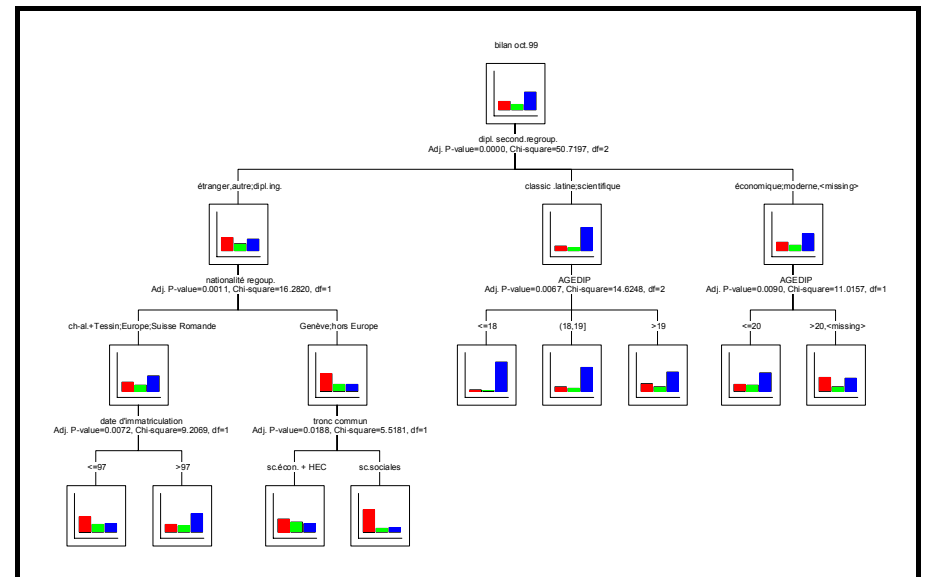 bilan oct.99
dipl. second.regroup.
Adj. P-value=0.0000, Chi-square=50.7197, df=2
étranger,autre;dipl.ing.
classic .latine;scientifique
économique;moderne,<missing>
nationalité regoup.
Adj. P-value=0.0011, Chi-square=16.2820, df=1
AGEDIP
Adj. P-value=0.0067, Chi-square=14.6248, df=2
AGEDIP
Adj. P-value=0.0090, Chi-square=11.0157, df=1
ch-al.+Tessin;Europe;Suisse Romande
Genève;hors Europe
<=18
(18,19]
>19
<=20
>20,<missing>
date d'immatriculation
Adj. P-value=0.0072, Chi-square=9.2069, df=1
tronc commun
Adj. P-value=0.0188, Chi-square=5.5181, df=1
<=97
>97
sc.écon. + HEC
sc.sociales